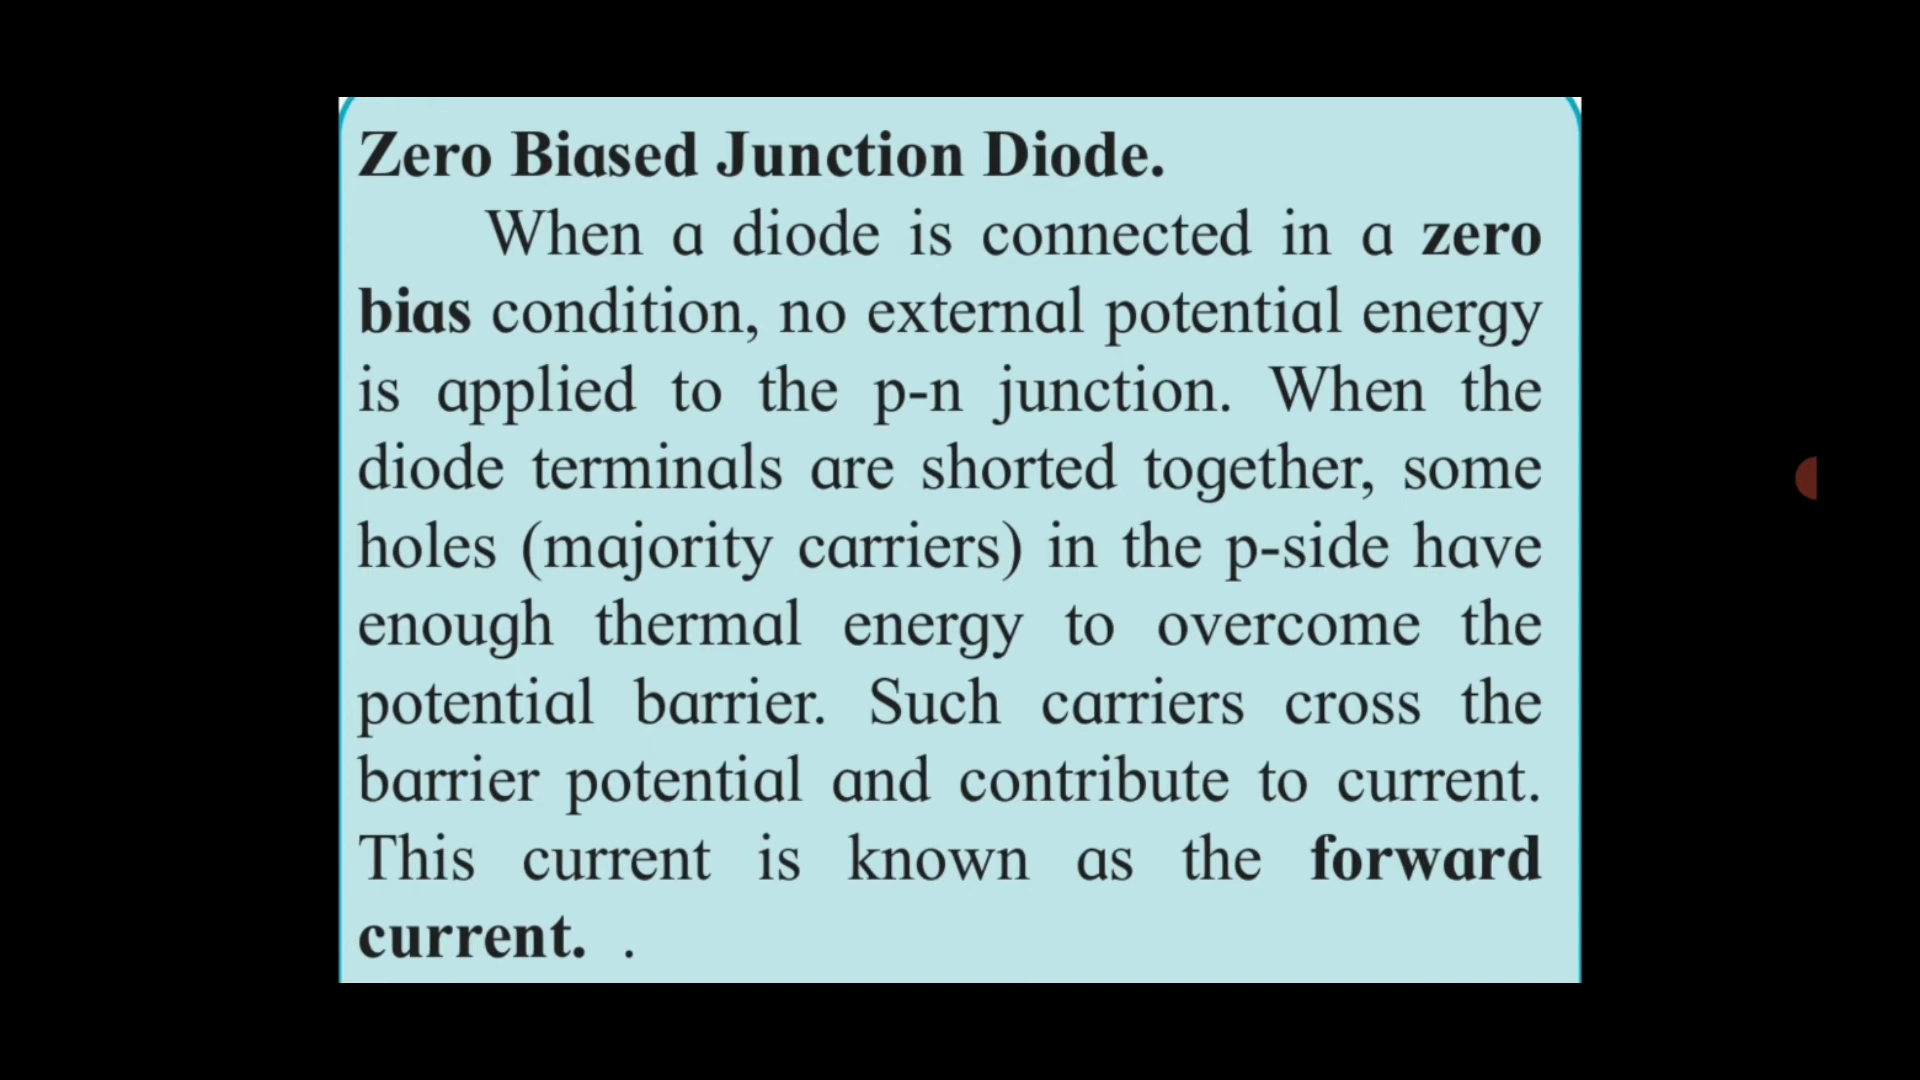 Zero Biased Junction Diode.
When a diode is connected in a zero
bias condition, no external potential energy
is applied to the p-n junction. When the
diode terminals are shorted together, some
holes (majority carriers) in the p-side have
enough thermal energy to overcome the
potential barrier. Such carriers cross the
barrier potential and contribute to current.
This current is known as the forward
current. .